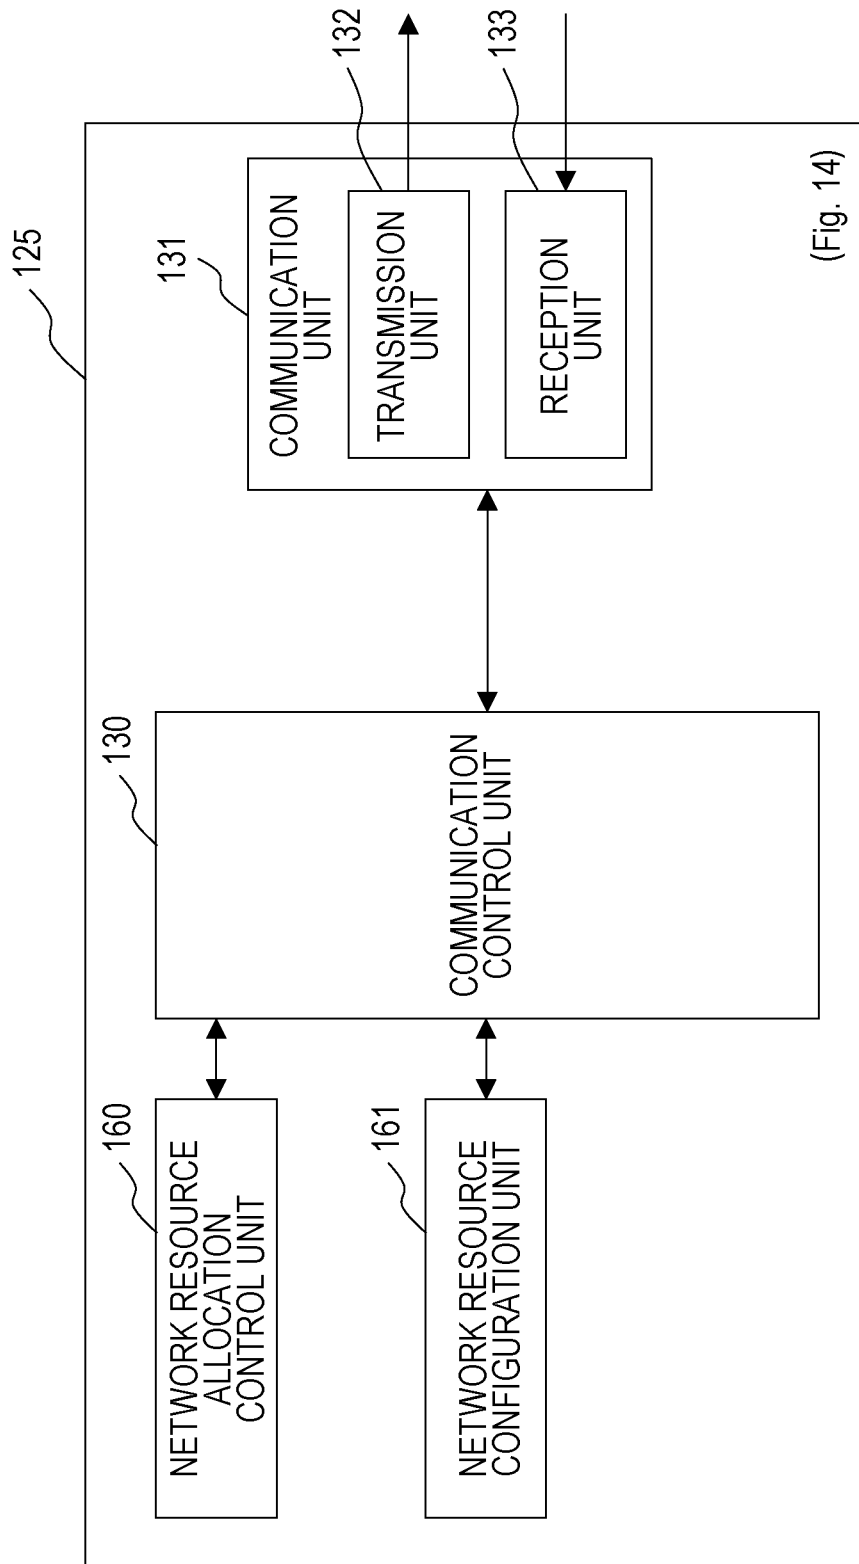 125
160
NETWORK RESOURCE
ALLOCATION
CONTROL UNIT
161
NETWORK RESOURCE
CONFIGURATION UNIT
130
COMMUNICATION
CONTROL UNIT
131
COMMUNICATION
UNIT
132
TRANSMISSION
UNIT
133
RECEPTION
UNIT
(Fig. 14)